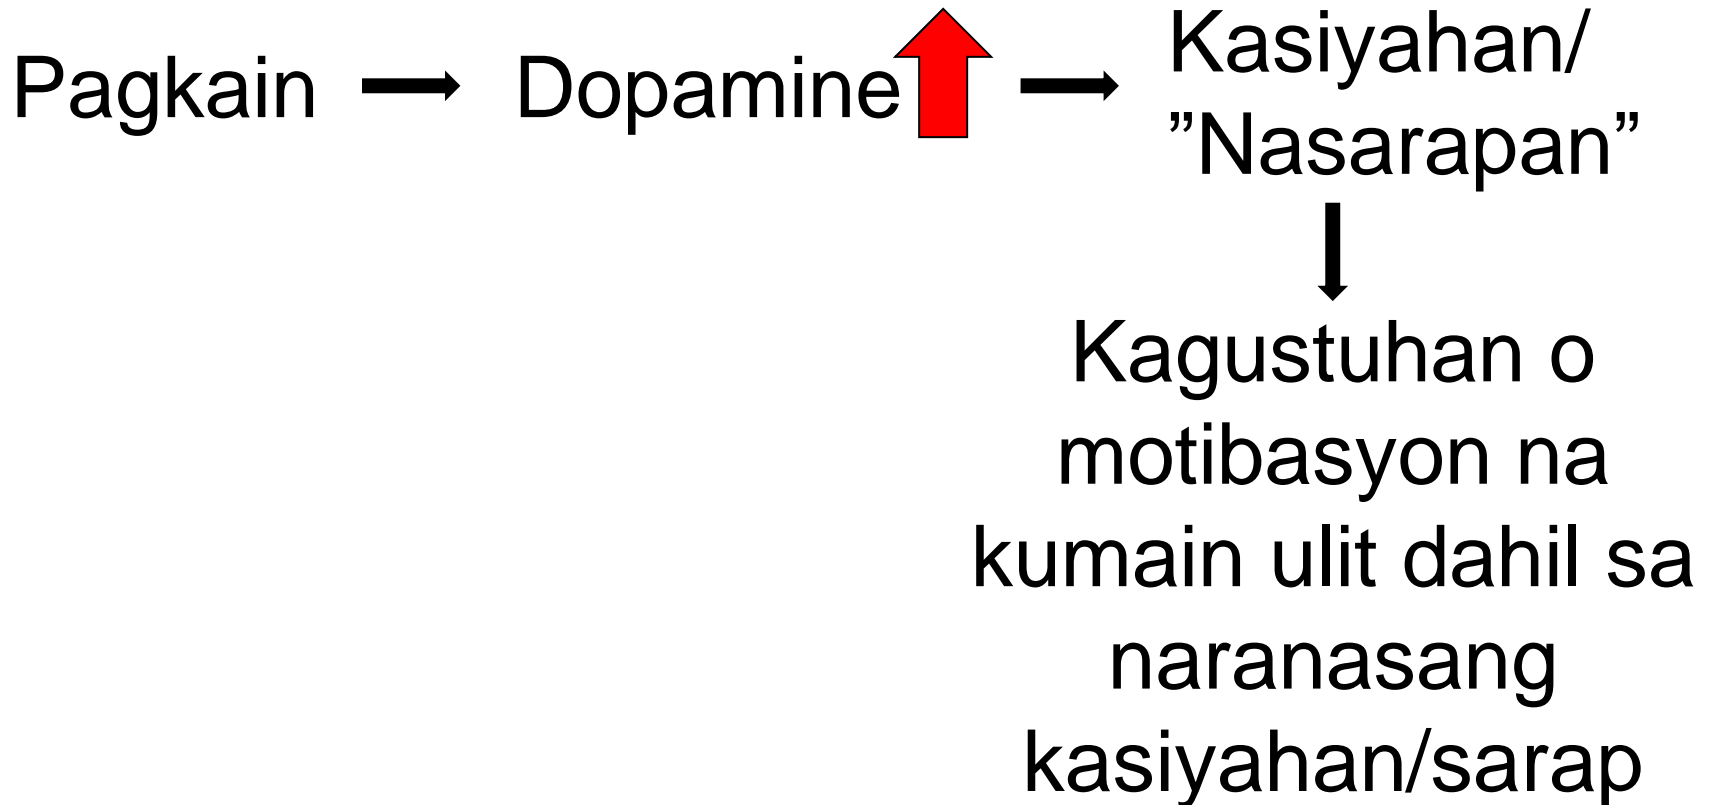 Pagkain
Dopamine
Kasiyahan/
”Nasarapan”
Kagustuhan o
motibasyon na
kumain ulit dahil sa
naranasang
kasiyahan/sarap